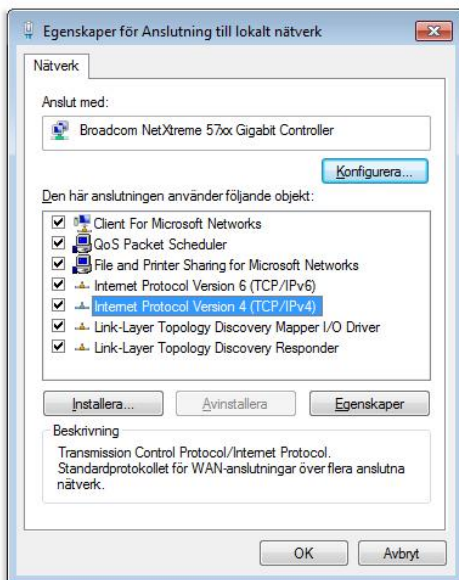 Egenskaper för Anslutning till lokalt nätverk
Nätverk
Anslut med:
Broadcom NetXtreme 57xx Gigabit Controller
Konfigurera...
Den här anslutningen använder följande objekt:
Client For Microsoft Networks
QoS Packet Scheduler
File and Printer Sharing for Microsoft Networks
Internet Protocol Version 6 (TCP/IPv6)
Internet Protocol Version 4 (TCP/IPv4)
Link-Layer Topology Discovery Mapper I/O Driver
Link-Layer Topology Discovery Responder
Installera...
Avinstallera
Egenskaper
Beskrivning
Transmission Control Protocol/Internet Protocol.
Standardprotokollet för WAN-anslutningar över flera anslutna
nätverk.
OK
Avbryt